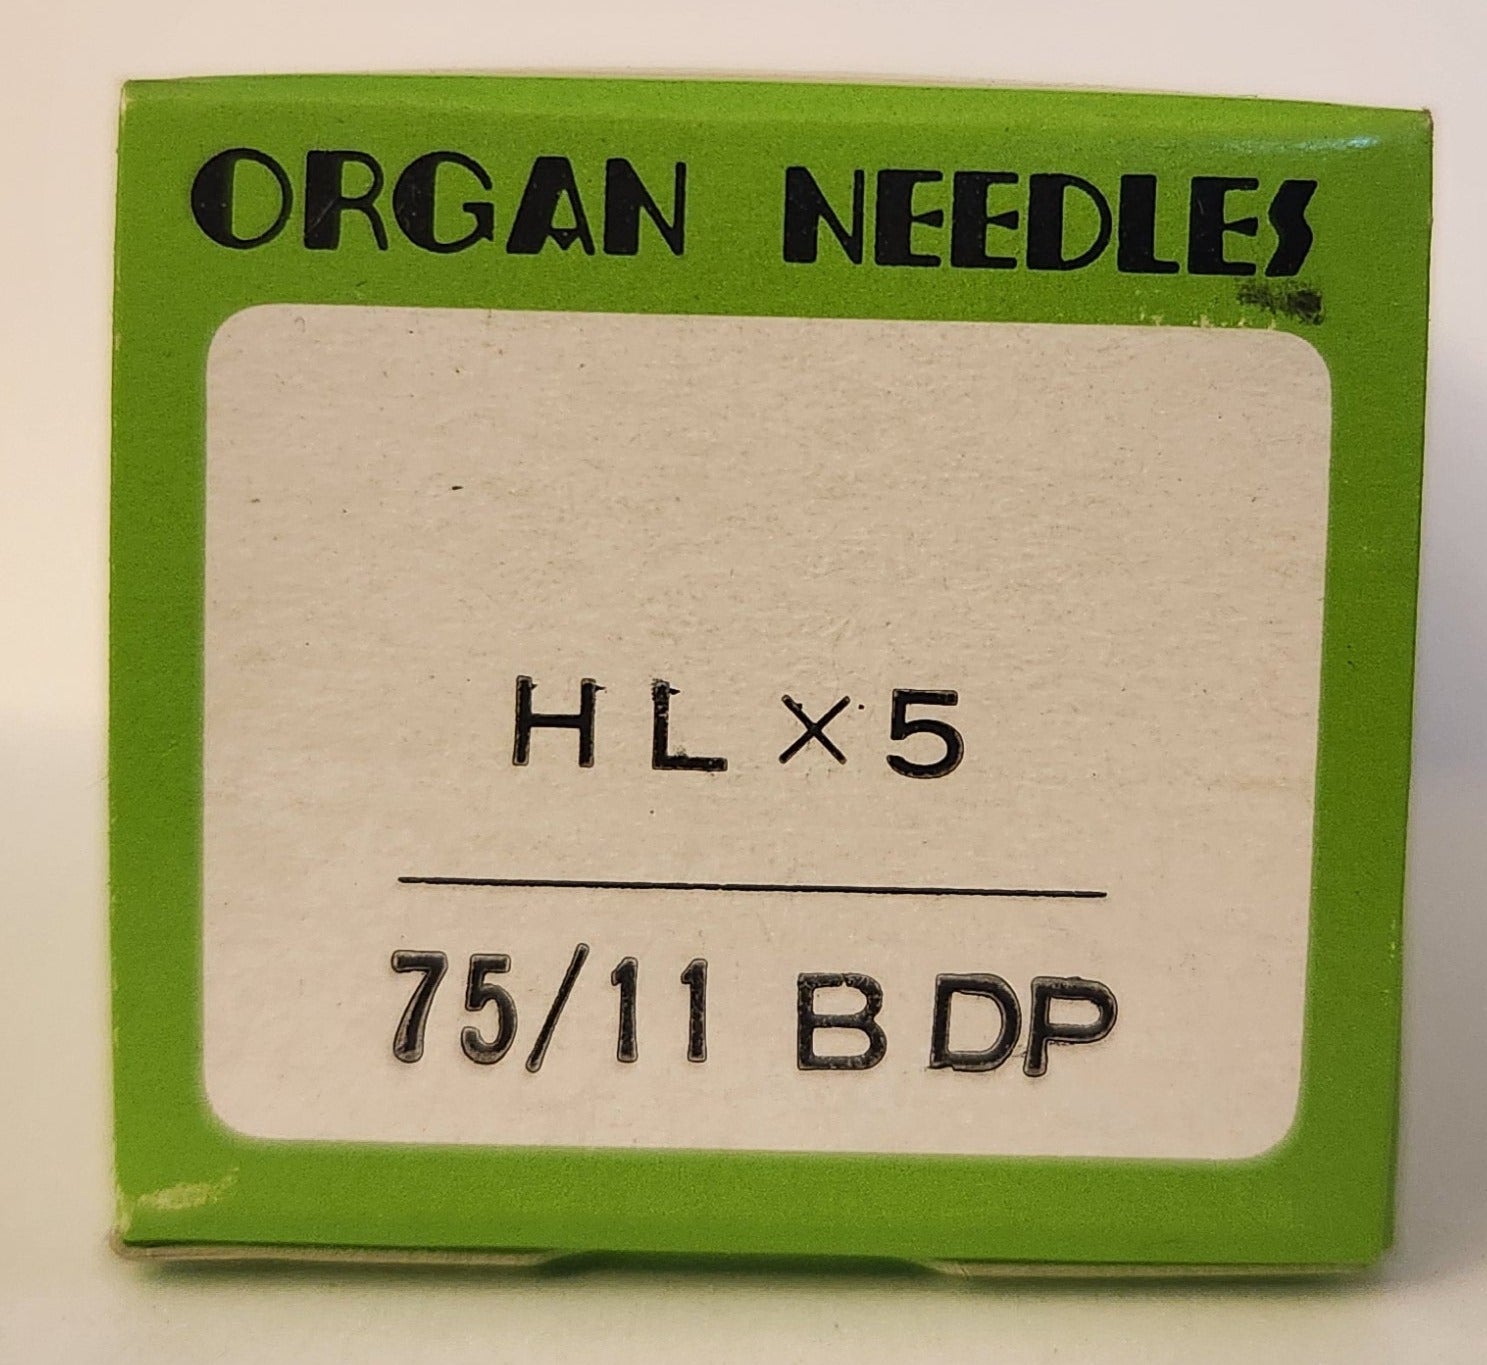 ORGAN NEEDLES
HL×5
75/11 BDP